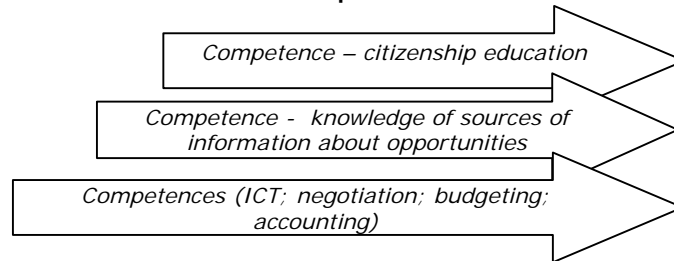 Competence – citizenship education
Competence - knowledge of sources of
information about opportunities
Competences (ICT; negotiation; budgeting;
accounting)